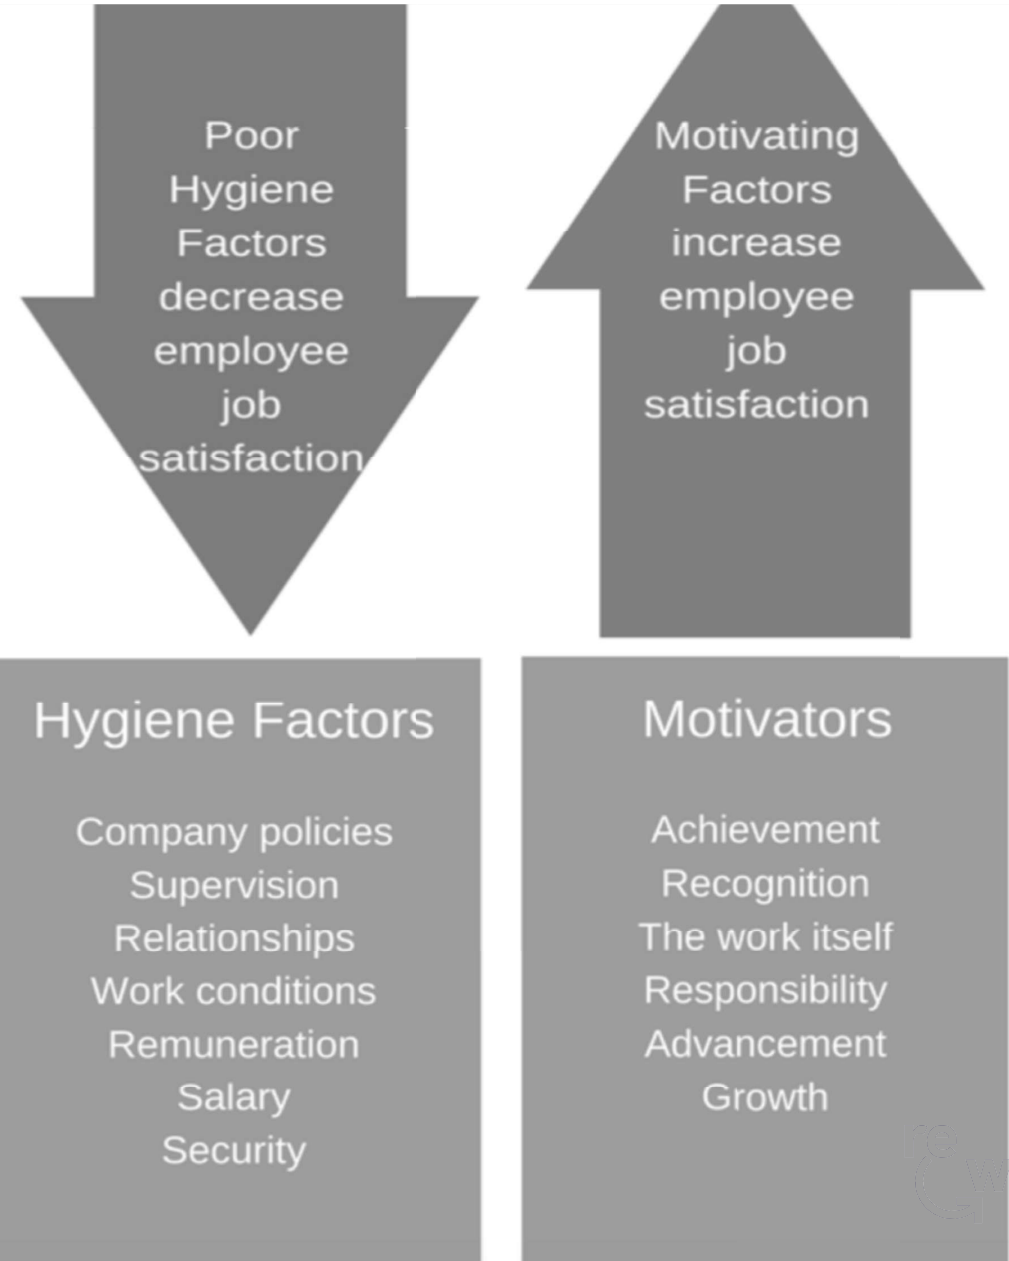 Poor
Hygiene
Factors
decrease
employee
job
satisfaction
Motivating
Factors
increase
employee
job
satisfaction
Hygiene Factors
Company policies
Supervision
Relationships
Work conditions
Remuneration
Salary
Security
Motivators
Achievement
Recognition
The work itself
Responsibility
Advancement
Growth